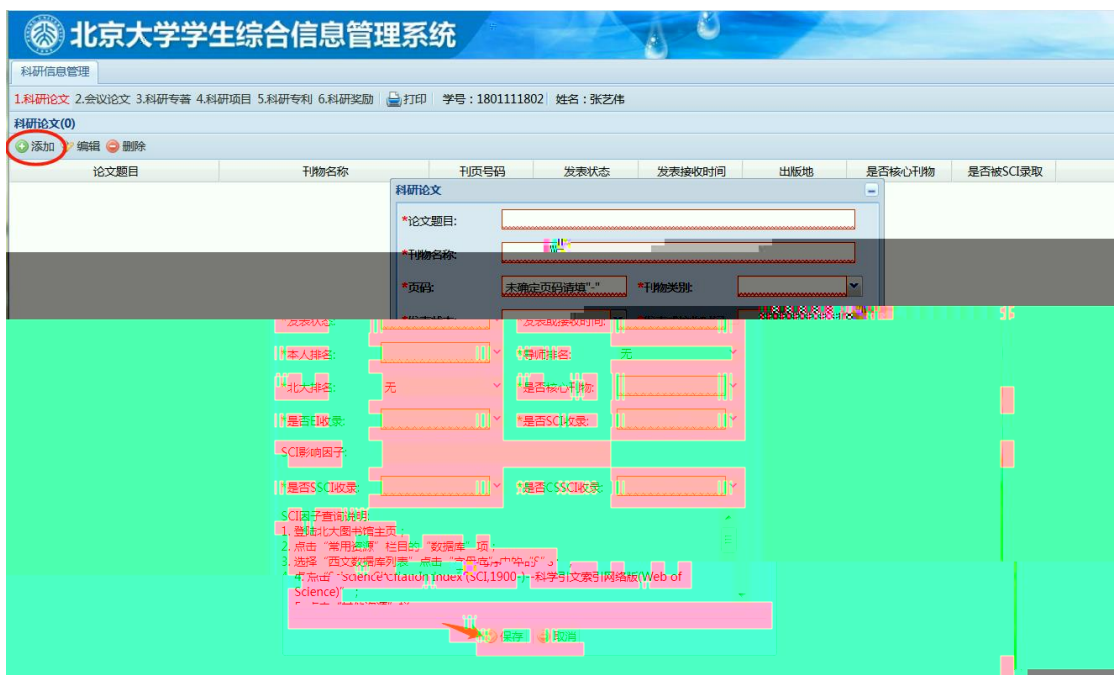 北京大学学生综合信息管理系统
科研信息管理
1.科研论文 2.会议论文 3.科研专著 4.科研项目 5.科研专利 6.科研奖励 打印 学号：1801111802 姓名：张艺伟
科研论文(0)
添加 编辑 删除
论文题目 刊物名称 刊页号码 发表状态 发表接收时间 出版地 是否核心刊物 是否被SCI录取
科研论文
*论文题目:
*刊物名称:
*页码: 未确定页码请填"-" *刊物类别:
发表状态: 发表或接收时间:
*本人排名: *导师排名: 无
*北大排名: 无 *是否核心刊物:
*是否EI收录: *是否SCI收录:
SCI影响因子:
*是否SSCI收录: *是否CSSCI收录:
SCI因子查询说明:
1. 登陆北大图书馆主页；
2. 点击“常用资源”栏目的“数据库”项；
3. 选择“西文数据库列表”点击
4. 点击“Science Citation Index (SCI,1900-)--科学引文索引网络版(Web of
Science)”；
保存 取消